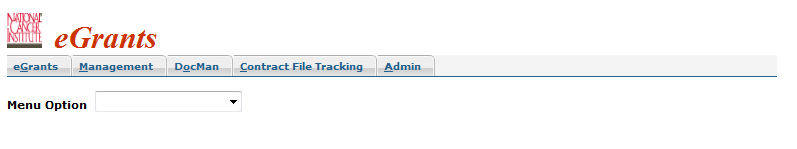 NATIONAL
CANCER
INSTITUTE
eGrants
eGrants Management DocMan Contract File Tracking Admin
Menu Option